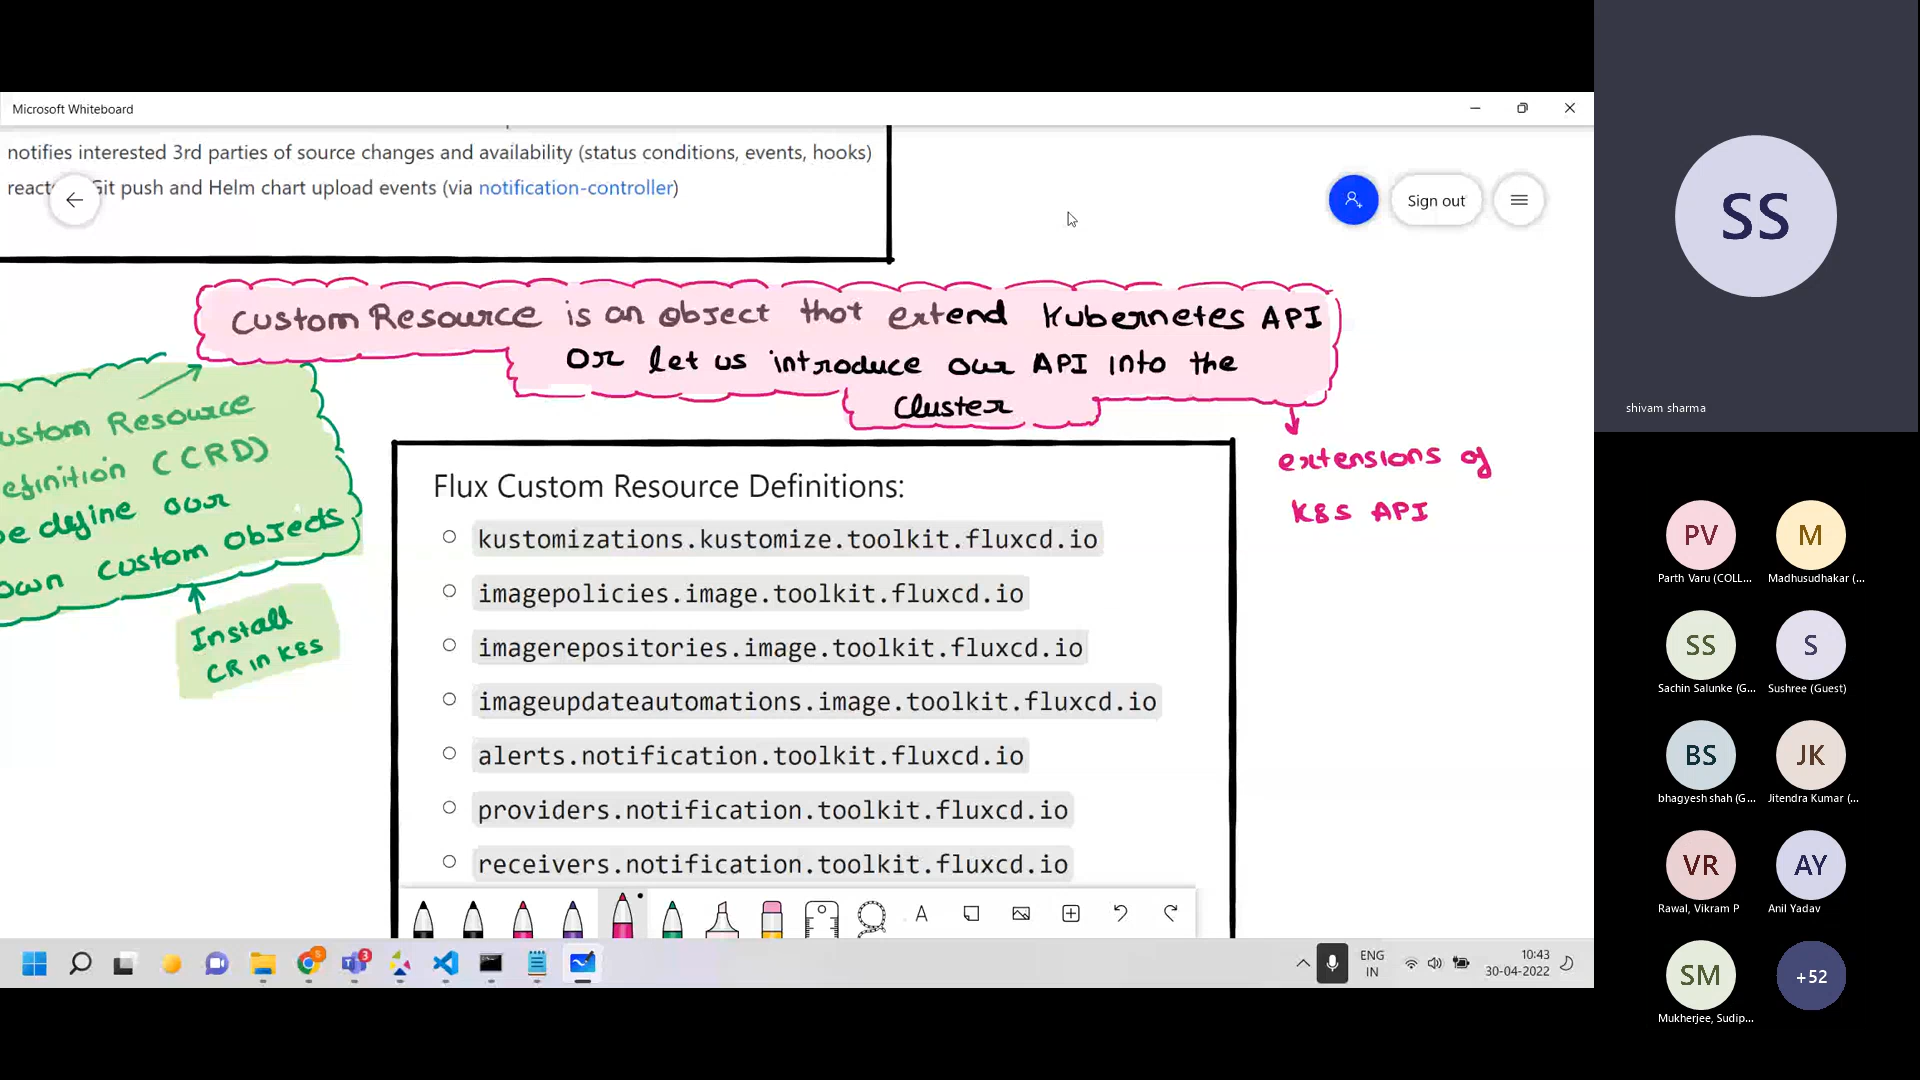 Microsoft Whiteboard
notifies interested 3rd parties of source changes and availability (status conditions, events, hooks)
react Git push and Helm chart upload events (via notification-controller)
Sign out
Custom Resource is an object that extend Kubernetes API
Or let us introduce our API into the
Cluster
extensions of
K8s API
ustom Resource
efinition (CCRD)
define our
own custom Objects
Install
CR in K8s
Flux Custom Resource Definitions:
kustomizations.kustomize.toolkit.fluxcd.io
imagepolicies.image.toolkit.fluxcd.io
imagerepositories.image.toolkit.fluxcd.io
imageupdateautomations.image.toolkit.fluxcd.io
alerts.notification.toolkit.fluxcd.io
providers.notification.toolkit.fluxcd.io
receivers.notification.toolkit.fluxcd.io
A
S
3
ENG
IN
10:43
30-04-2022
SS
shivam sharma
PV
M
Parth Varu (COLL...
Madhusudhakar (...
SS
S
Sachin Salunke (G...
Sushree (Guest)
BS
JK
bhagyesh shah (G...
Jitendra Kumar (...
VR
AY
Rawal, Vikram P
Anil Yadav
SM
+52
Mukherjee, Sudip...